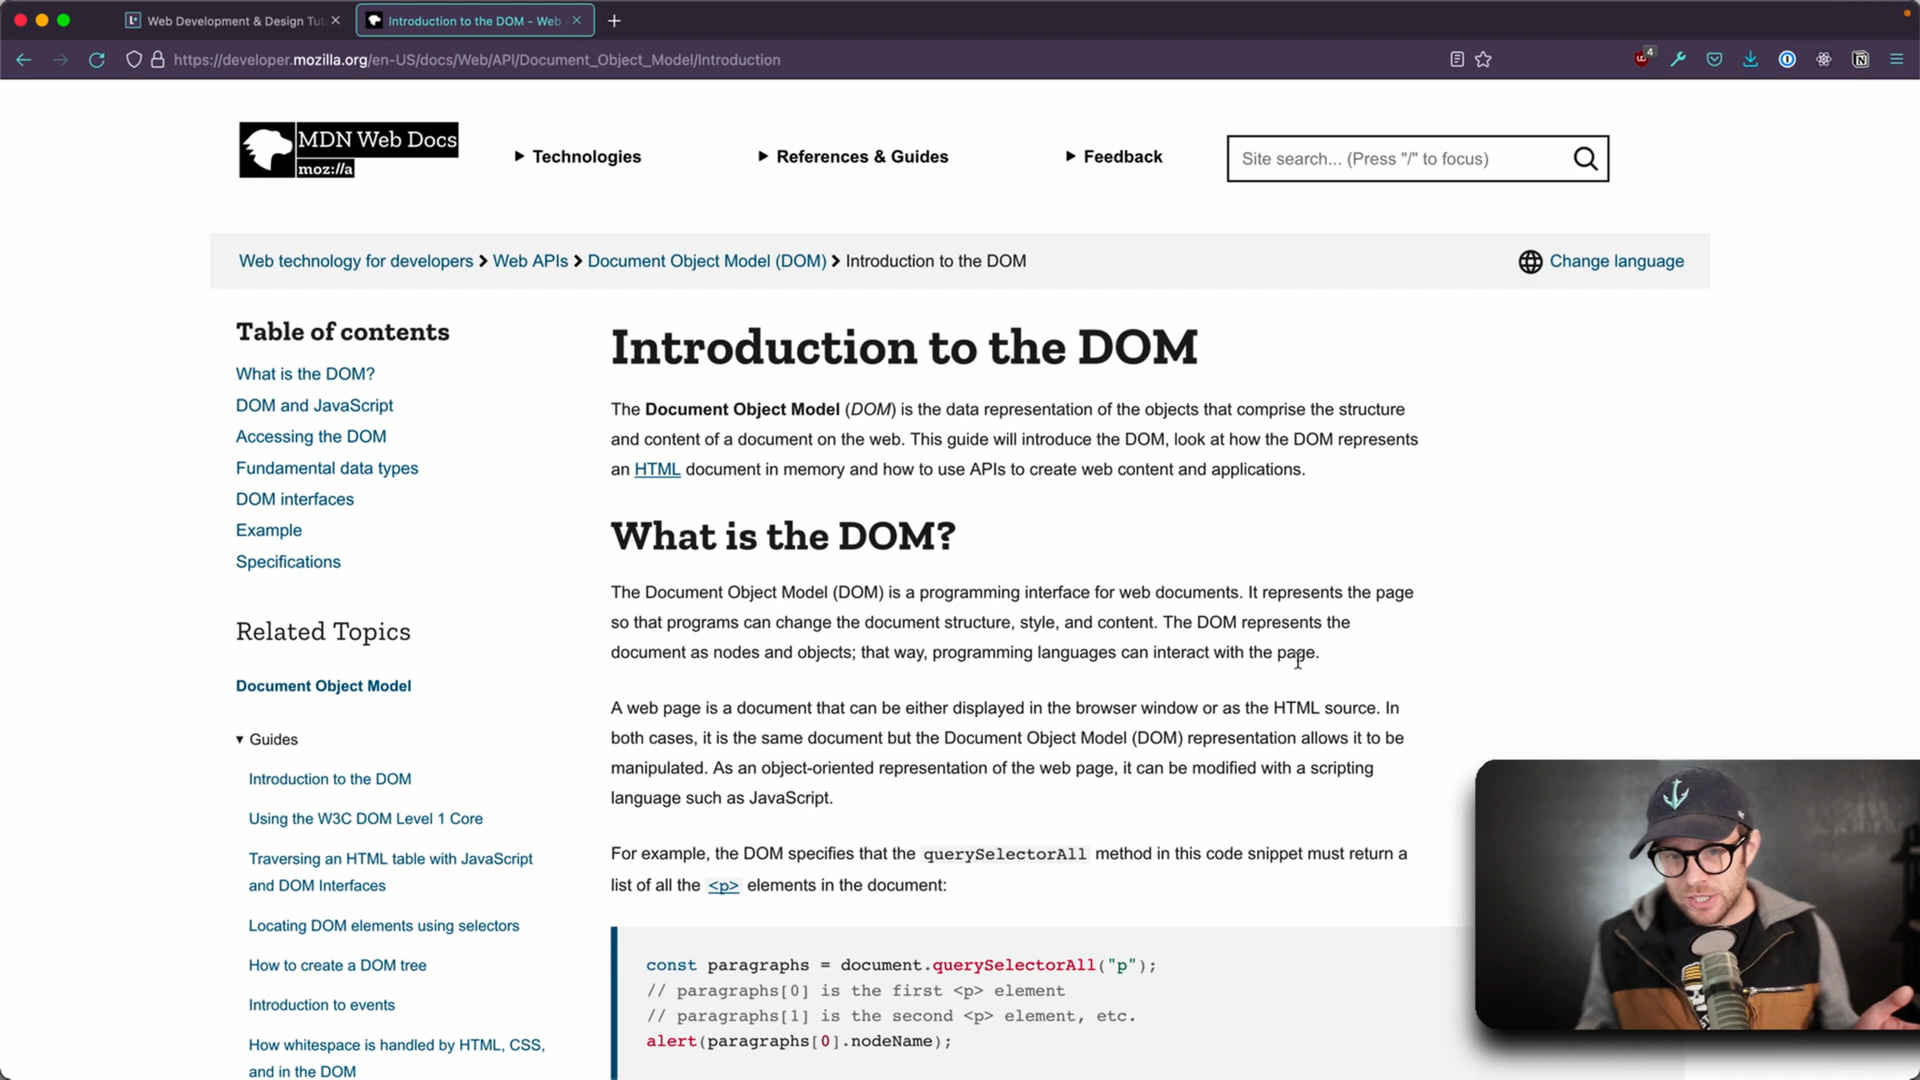 Web Development & Design Tut
Introduction to the DOM - Web
https://developer.mozilla.org/en-US/docs/Web/API/Document_Object_Model/Introduction
4
MDN Web Docs
moz://a
Technologies
References & Guides
Feedback
Site search... (Press "/" to focus)
Web technology for developers > Web APIs > Document Object Model (DOM) > Introduction to the DOM
Change language
Table of contents
What is the DOM?
DOM and JavaScript
Accessing the DOM
Fundamental data types
DOM interfaces
Example
Specifications
Related Topics
Document Object Model
Guides
Introduction to the DOM
Using the W3C DOM Level 1 Core
Traversing an HTML table with JavaScript
and DOM Interfaces
Locating DOM elements using selectors
How to create a DOM tree
Introduction to events
How whitespace is handled by HTML, CSS,
and in the DOM
Introduction to the DOM
The Document Object Model (DOM) is the data representation of the objects that comprise the structure
and content of a document on the web. This guide will introduce the DOM, look at how the DOM represents
an HTML document in memory and how to use APIs to create web content and applications.
What is the DOM?
The Document Object Model (DOM) is a programming interface for web documents. It represents the page
so that programs can change the document structure, style, and content. The DOM represents the
document as nodes and objects; that way, programming languages can interact with the page.
A web page is a document that can be either displayed in the browser window or as the HTML source. In
both cases, it is the same document but the Document Object Model (DOM) representation allows it to be
manipulated. As an object-oriented representation of the web page, it can be modified with a scripting
language such as JavaScript.
For example, the DOM specifies that the querySelectorAll method in this code snippet must return a
list of all the <p> elements in the document:
const paragraphs = document.querySelectorAll("p");
// paragraphs[0] is the first <p> element
// paragraphs[1] is the second <p> element, etc.
alert(paragraphs[0].nodeName);